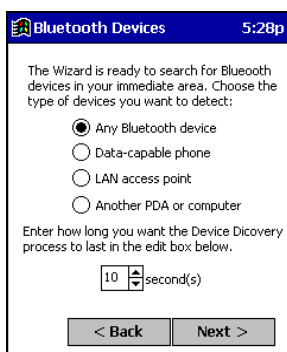 Bluetooth Devices 5:28p
The Wizard is ready to search for Blueooth
devices in your immediate area. Choose the
type of devices you want to detect:
Any Bluetooth device
Data-capable phone
LAN access point
Another PDA or computer
Enter how long you want the Device Dicovery
process to last in the edit box below.
10 second(s)
< Back Next >